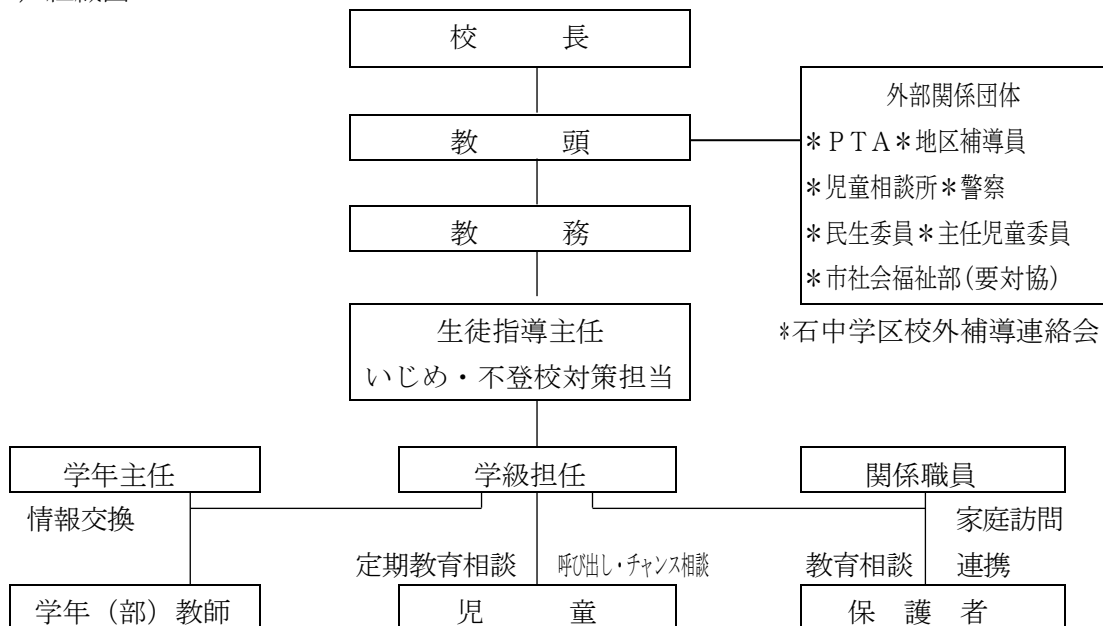 校　長
外部関係団体
教　頭
＊ＰＴＡ＊地区補導員
＊児童相談所＊警察
教　務
＊民生委員＊主任児童委員
＊市社会福祉部(要対協)
生徒指導主任
いじめ・不登校対策担当
*石中学区校外補導連絡会
学年主任
学級担任
関係職員
情報交換
家庭訪問
定期教育相談
呼び出し・チャンス相談
教育相談
連携
学年（部）教師
児　童
保　護　者